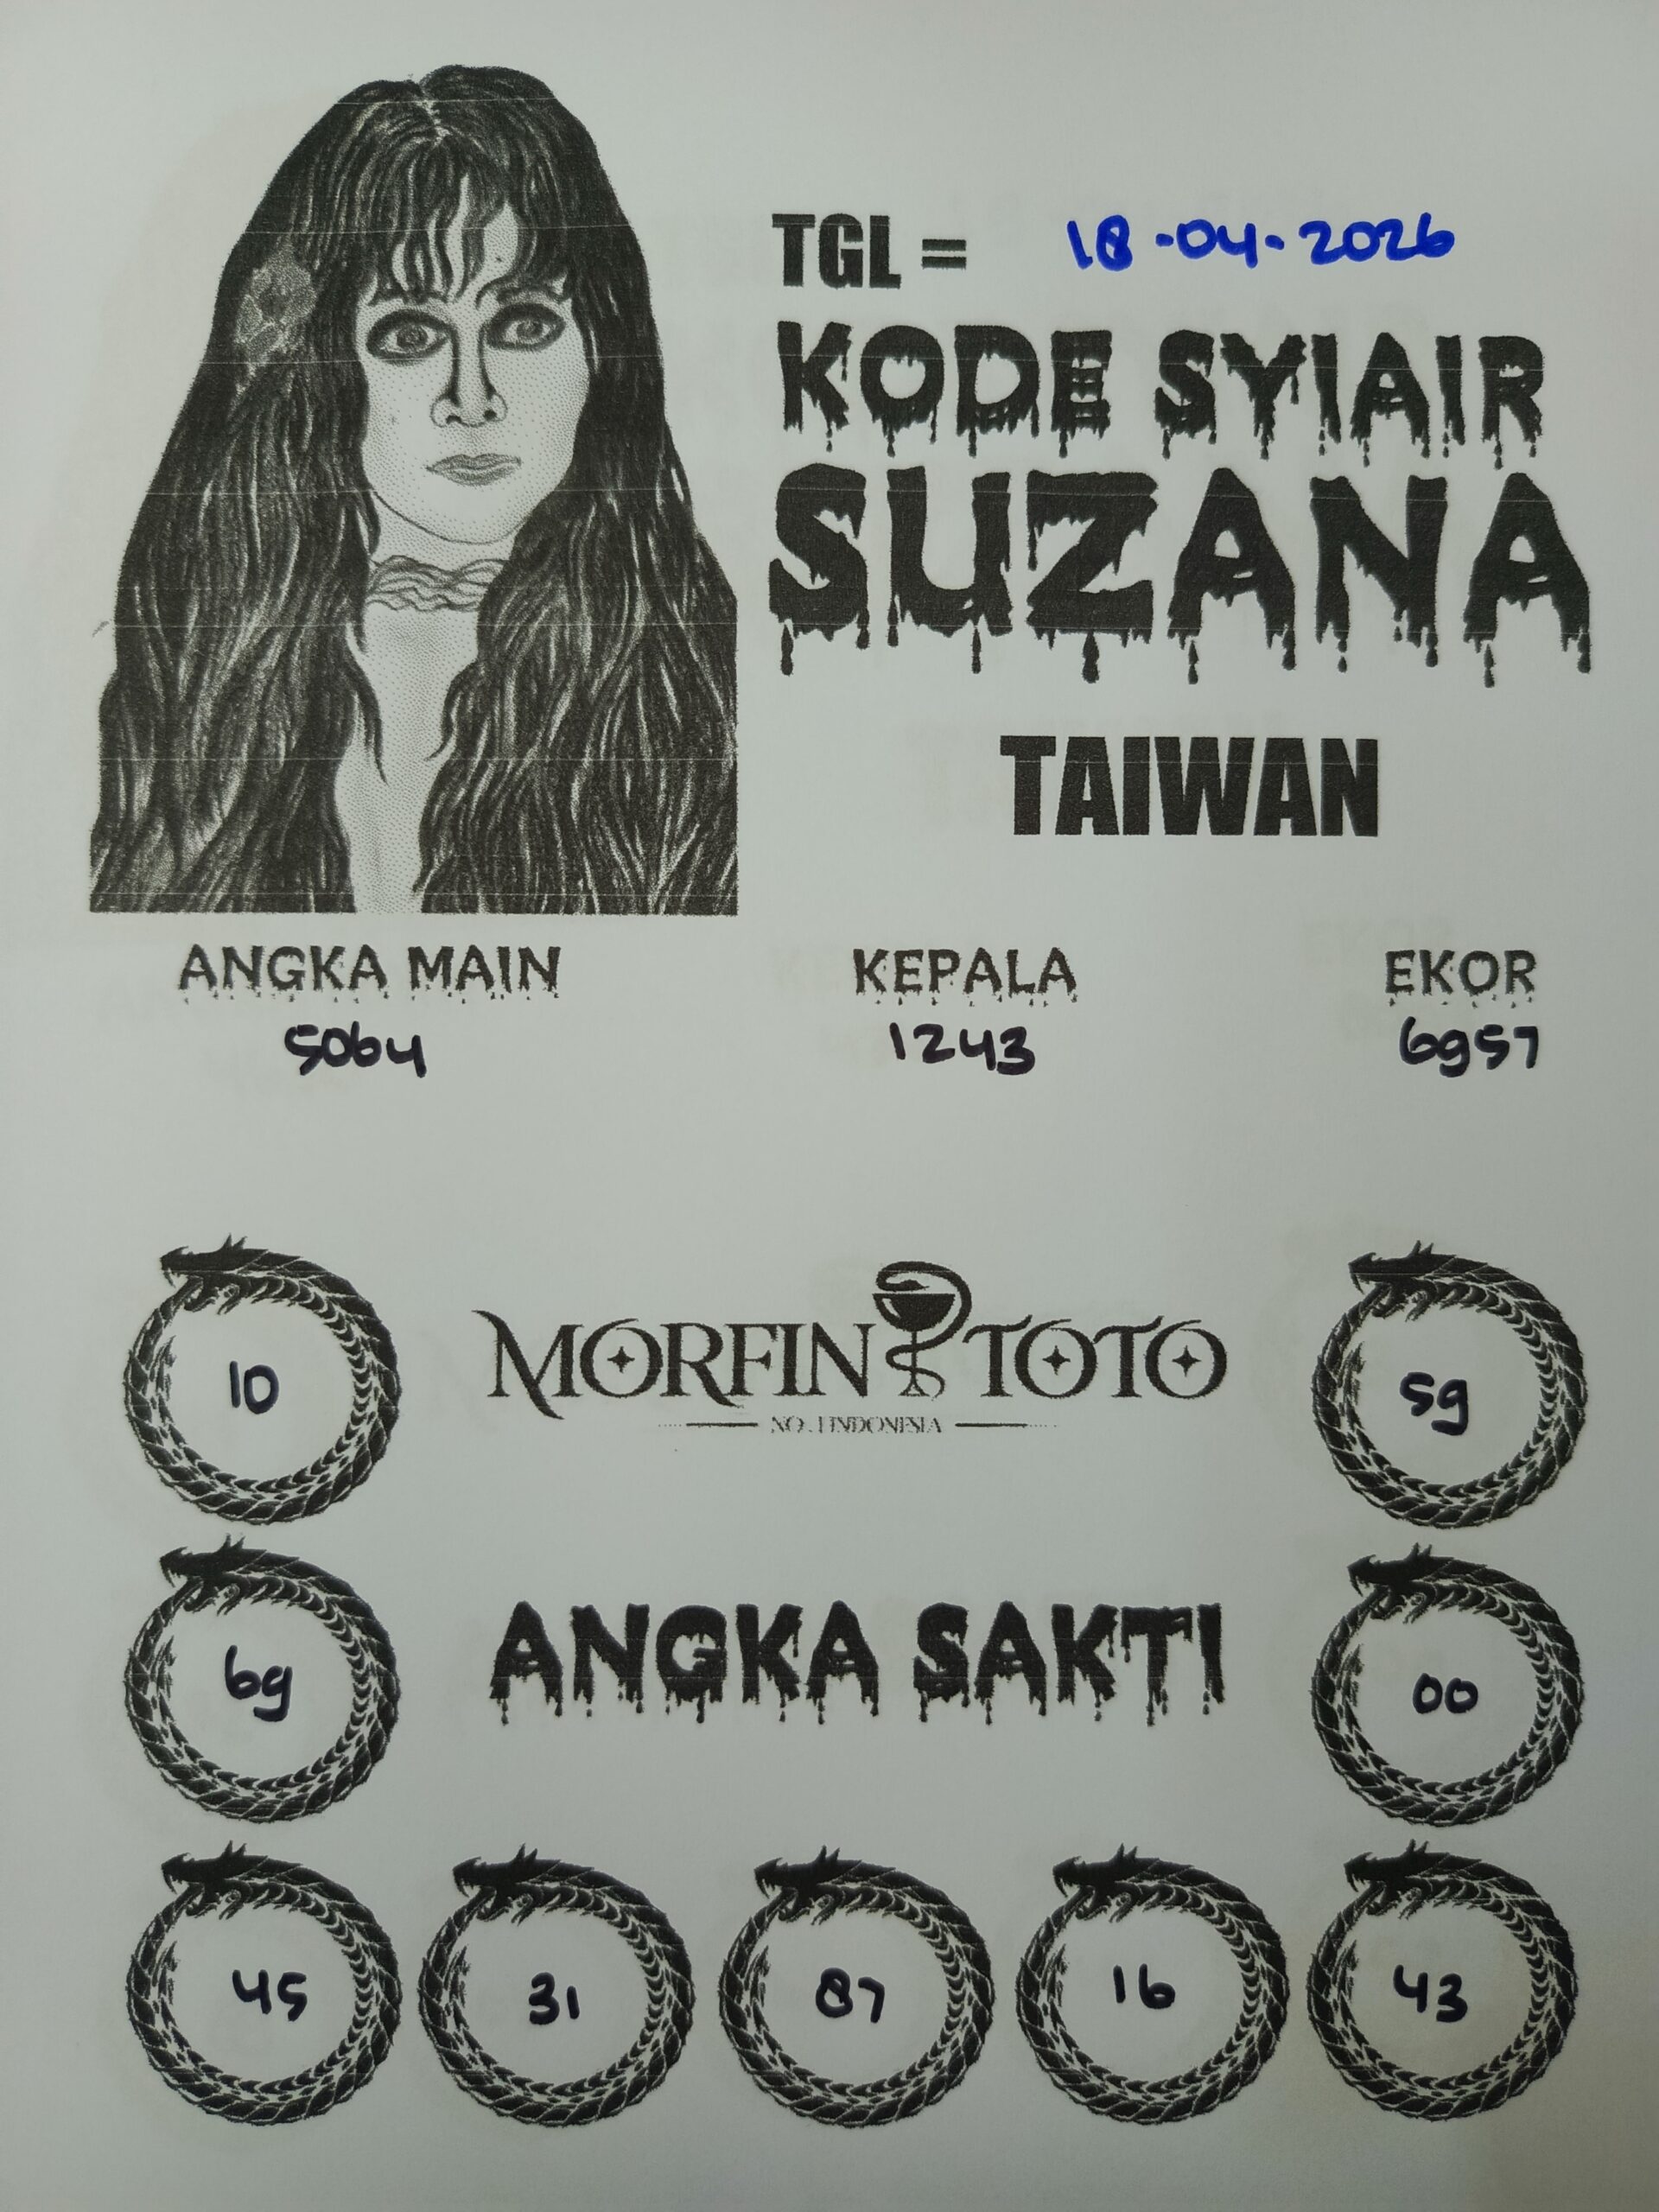 TGL = 18-04-2026
KODE SYIAIR
SUZANA
TAIWAN
ANGKA MAIN KEPALA EKOR
5064 1243 6957
MORFIN TOTO
NO.1 INDONESIA
10 59
ANGKA SAKTI
69 00
45 31 87 16 43